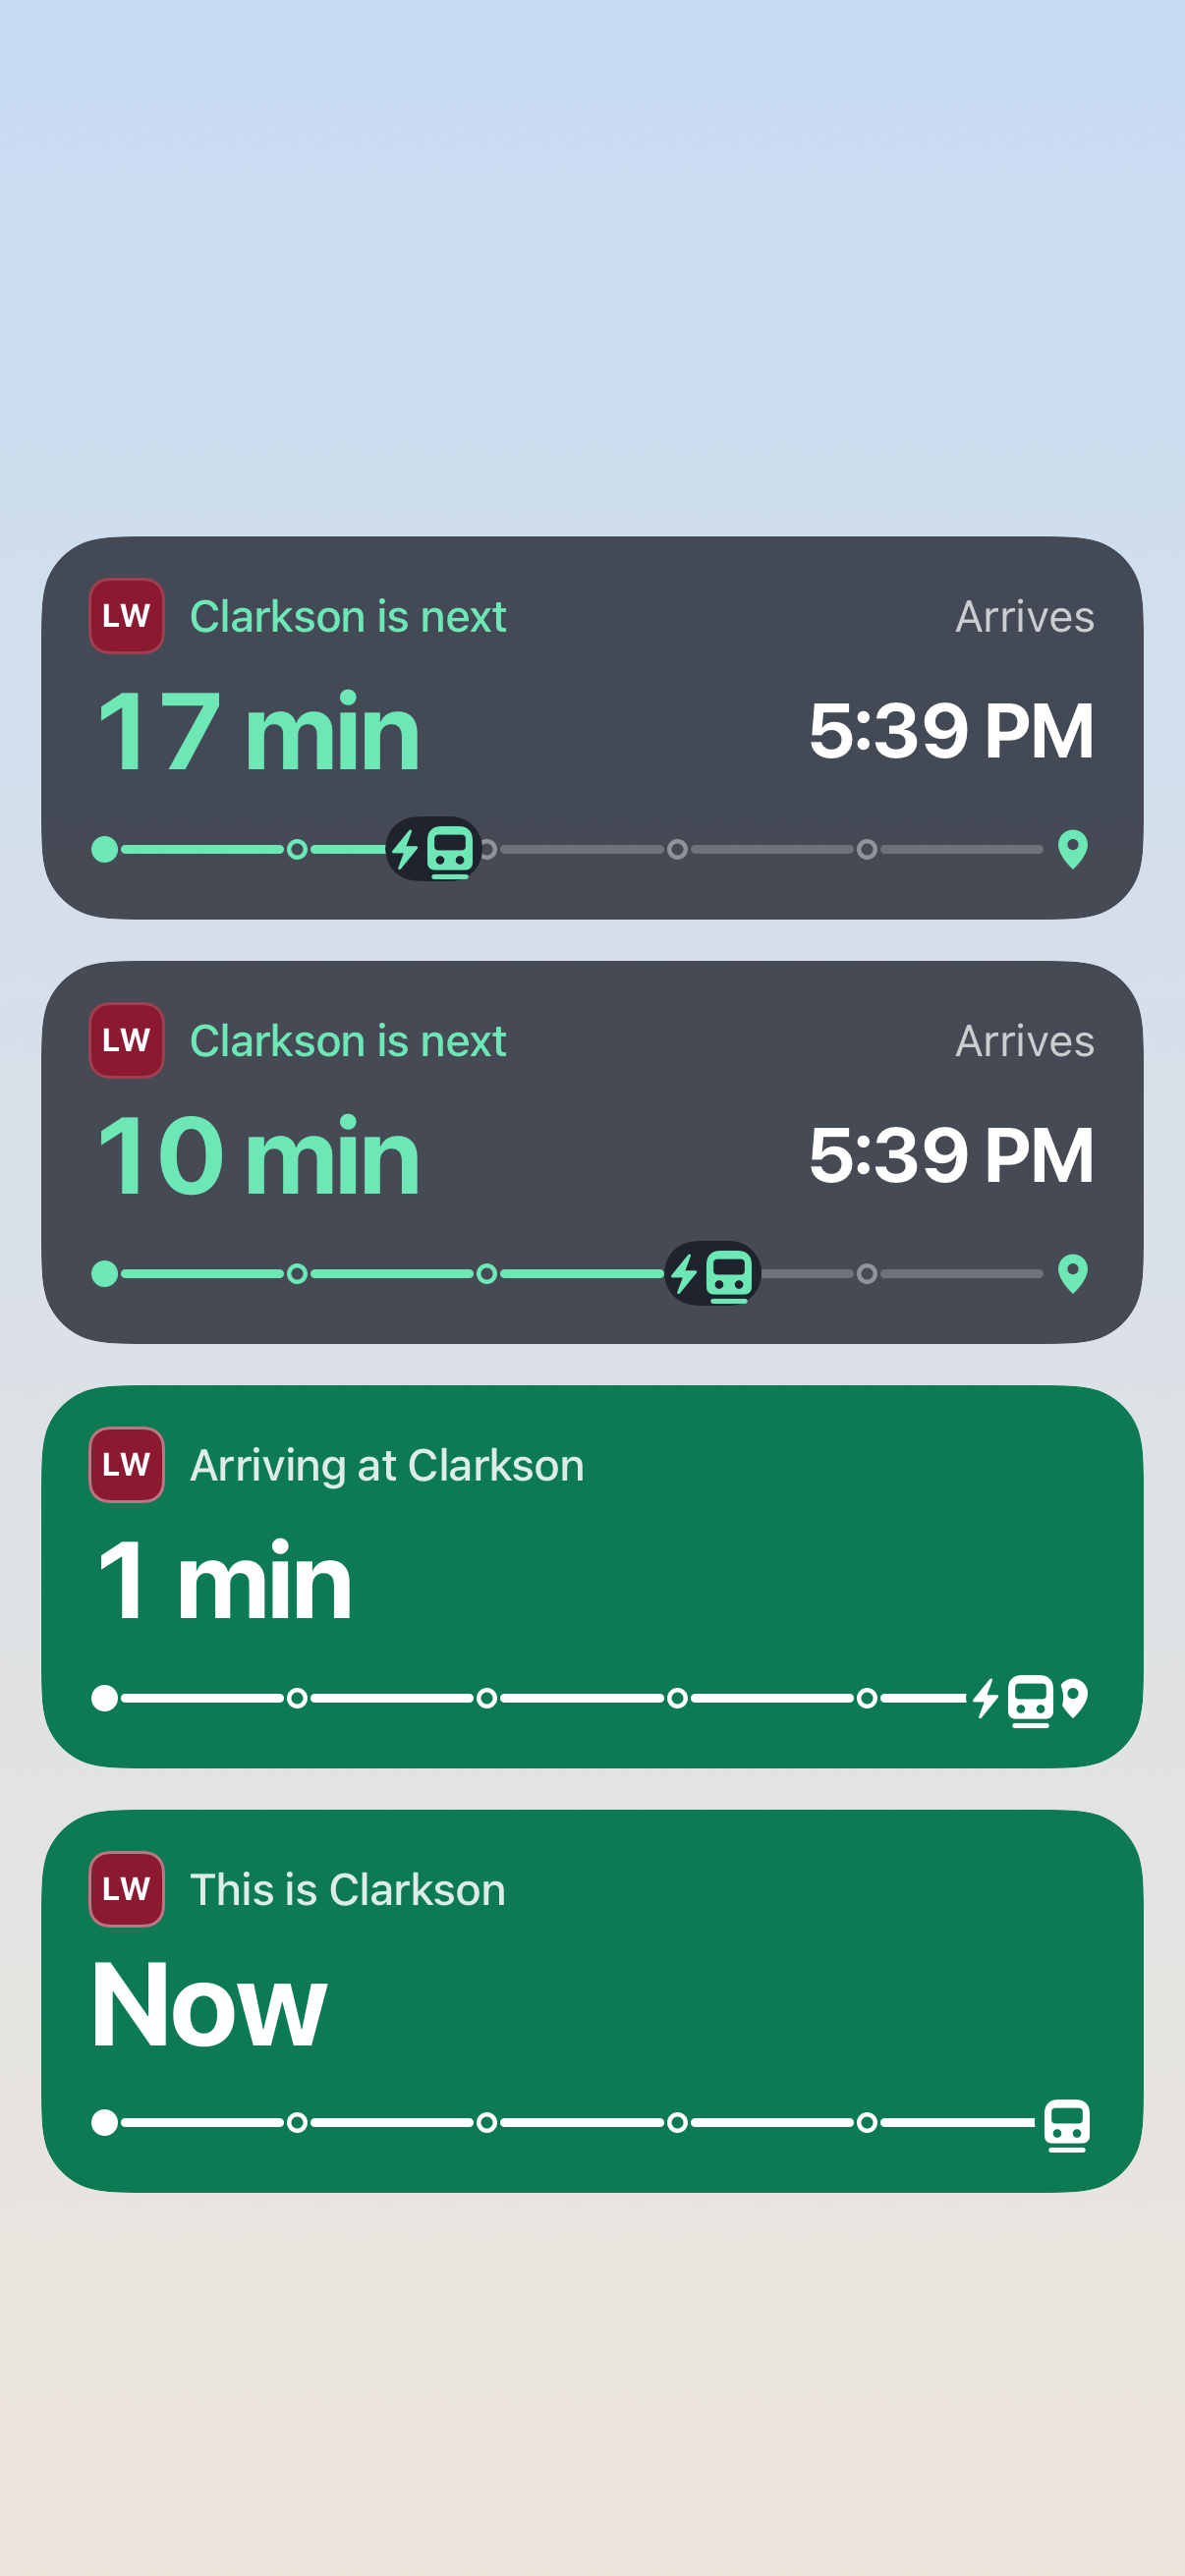 LW Clarkson is next Arrives
17 min 5:39 PM
LW Clarkson is next Arrives
10 min 5:39 PM
LW Arriving at Clarkson
1 min
LW This is Clarkson
Now